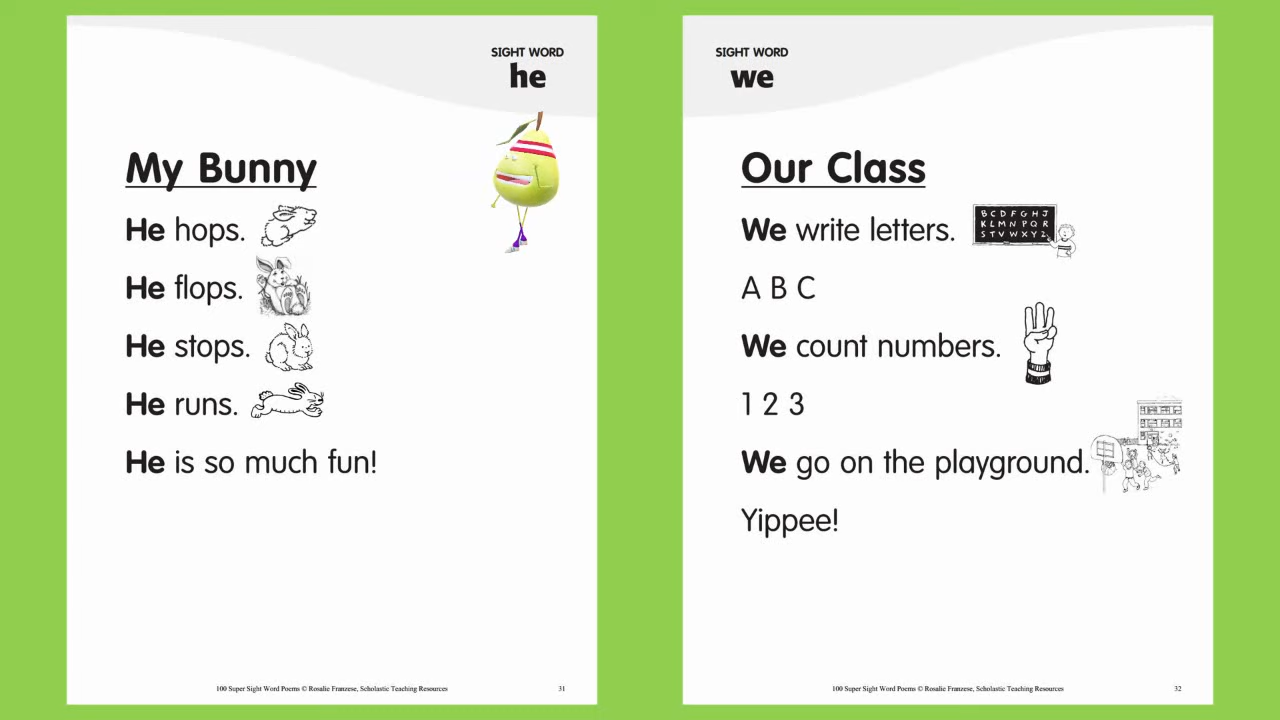 SIGHT WORD
he
My Bunny
He hops.
He flops.
He stops.
He runs.
He is so much fun!
100 Super Sight Word Poems © Rosalie Franzese, Scholastic Teaching Resources
31
SIGHT WORD
we
Our Class
We write letters.
B C D F G H J
K L M N P Q R
S T V W X Y Z
A B C
We count numbers.
1 2 3
We go on the playground.
Yippee!
100 Super Sight Word Poems © Rosalie Franzese, Scholastic Teaching Resources
32